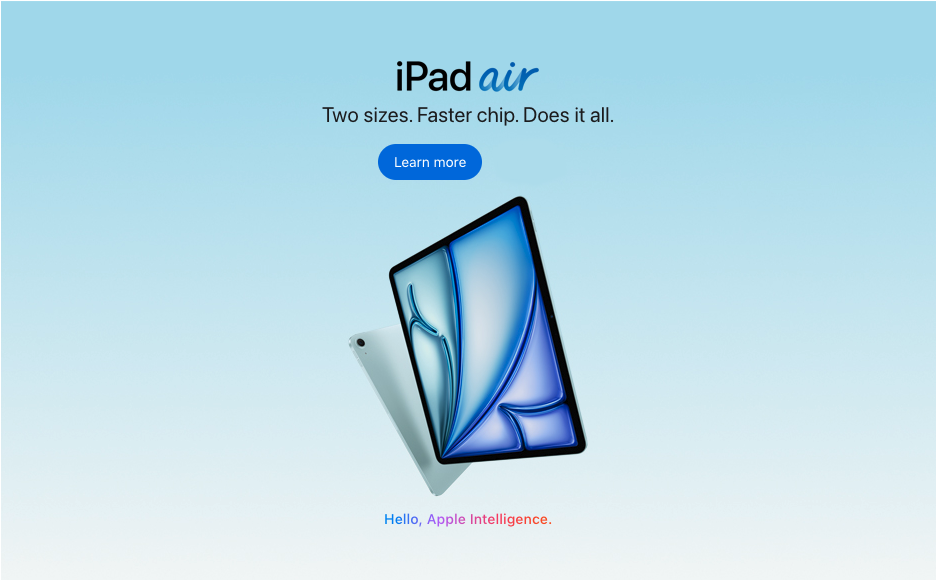 iPad air
Two sizes. Faster chip. Does it all.
Learn more
Hello, Apple Intelligence.